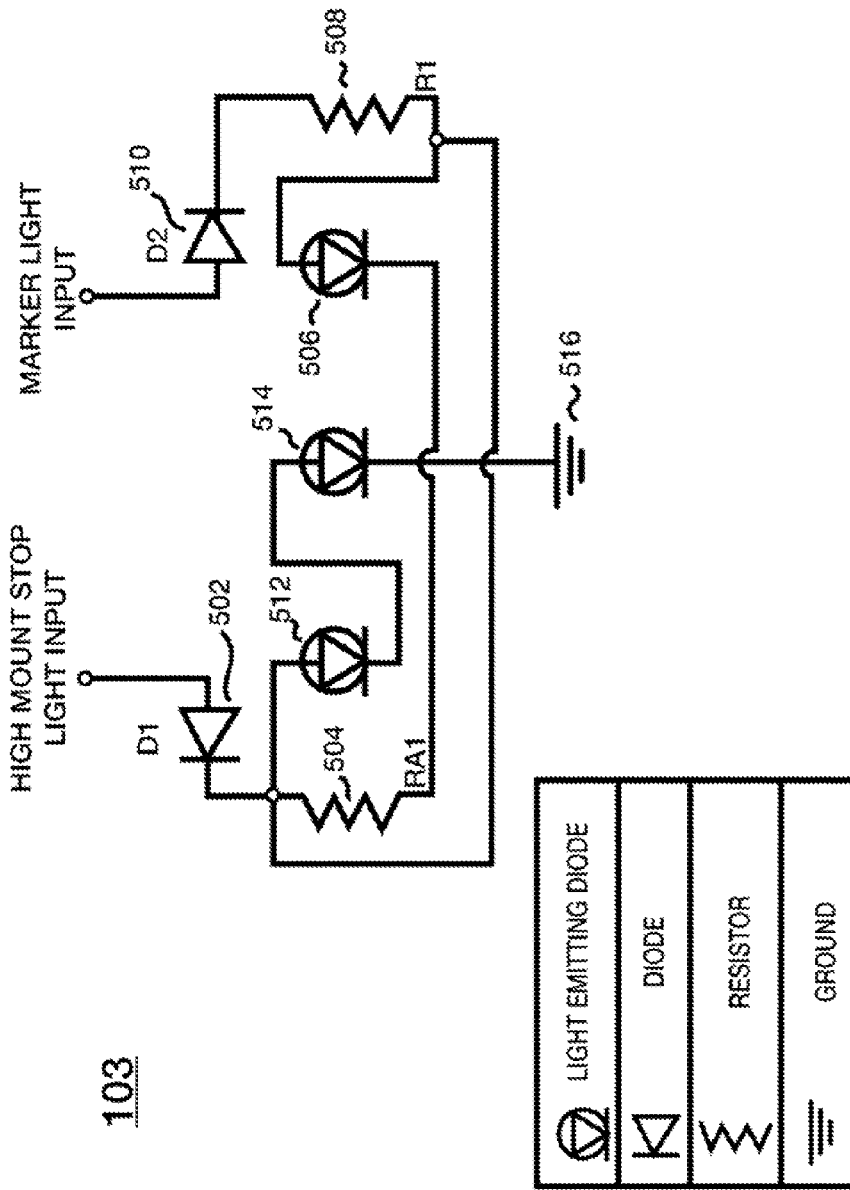 HIGH MOUNT STOP
LIGHT INPUT
MARKER LIGHT
INPUT
D1
502
D2
510
504
RA1
512
514
506
508
R1
516
103
LIGHT EMITTING DIODE
DIODE
RESISTOR
GROUND